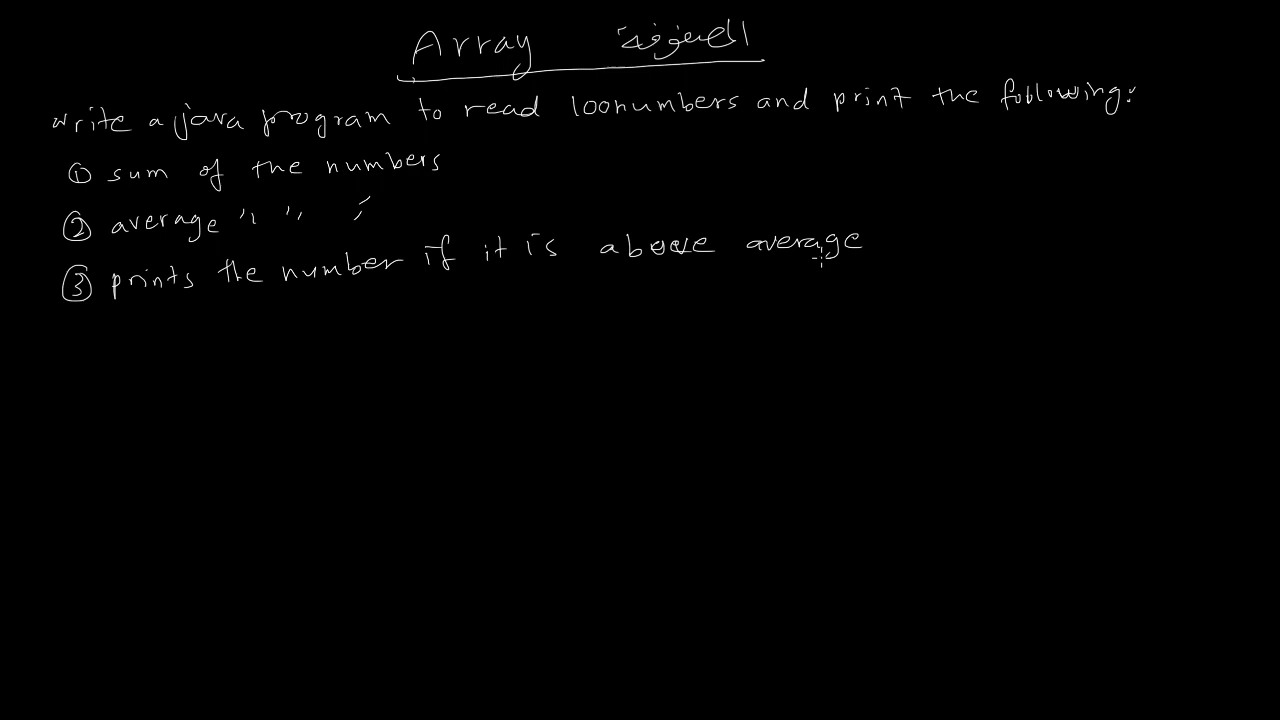 Array المصفوفة
write a java program to read 100 numbers and print the following:
① sum of the numbers
② average " " "
③ prints the number if it is above average